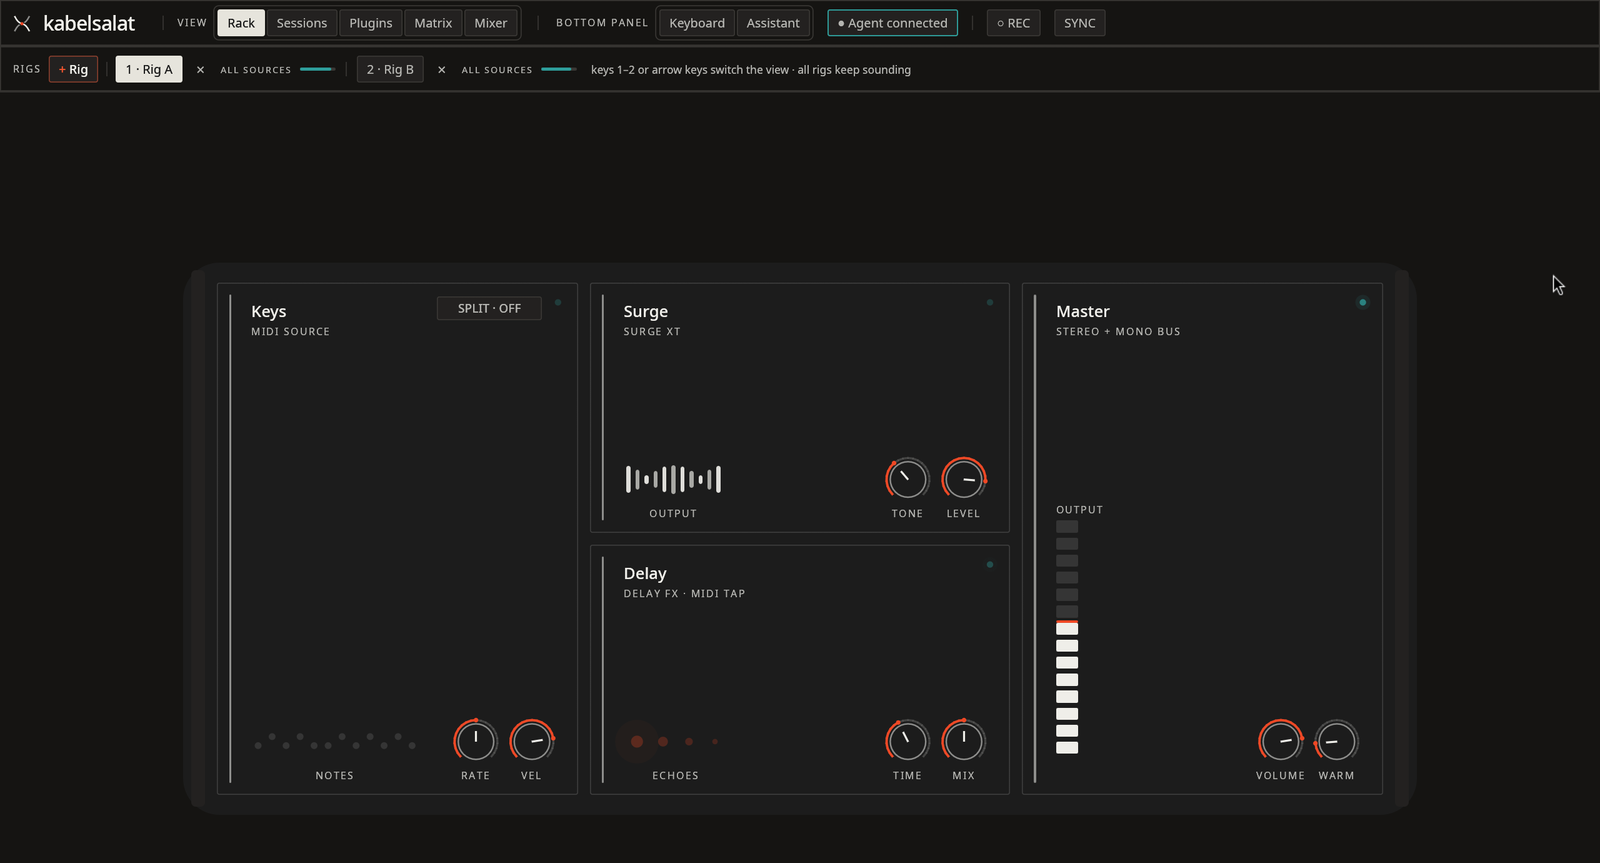 kabelsalat VIEW Rack Sessions Plugins Matrix Mixer BOTTOM PANEL Keyboard Assistant Agent connected REC SYNC
RIGS + Rig 1 · Rig A × ALL SOURCES 2 · Rig B × ALL SOURCES keys 1–2 or arrow keys switch the view · all rigs keep sounding
Keys SPLIT · OFF
MIDI SOURCE
NOTES RATE VEL
Surge
SURGE XT
OUTPUT TONE LEVEL
Delay
DELAY FX · MIDI TAP
ECHOES TIME MIX
Master
STEREO + MONO BUS
OUTPUT
VOLUME WARM